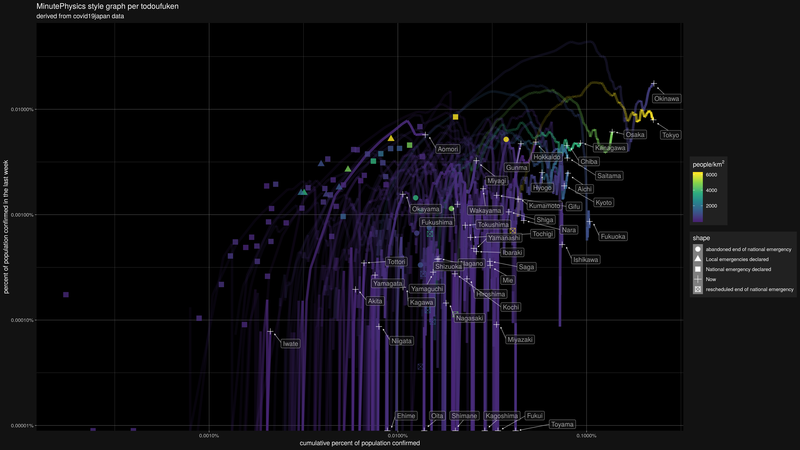 MinutePhysics style graph per todoufuken
derived from covid19japan data
percent of population confirmed in the last week
0.01000%
0.00100%
0.00010%
0.00001%
Okinawa
Tokyo
Osaka
Kanagawa
Aomori
Hokkaido
Chiba
Gunma
Saitama
Miyagi
Hyogo
Aichi
Kyoto
Kumamoto
Gifu
Okayama
Wakayama
Fukushima
Tokushima
Shiga
Nara
Tochigi
Fukuoka
Yamanashi
Ibaraki
Ishikawa
Tottori
Shizuoka
Nagano
Saga
Mie
Yamagata
Yamaguchi
Hiroshima
Akita
Kagawa
Kochi
Nagasaki
Iwate
Niigata
Miyazaki
Ehime
Oita
Shimane
Kagoshima
Fukui
Toyama
0.0010%
0.0100%
0.1000%
cumulative percent of population confirmed
people/km²
6000
4000
2000
shape
abandoned end of national emergency
Local emergencies declared
National emergency declared
Now
rescheduled end of national emergency